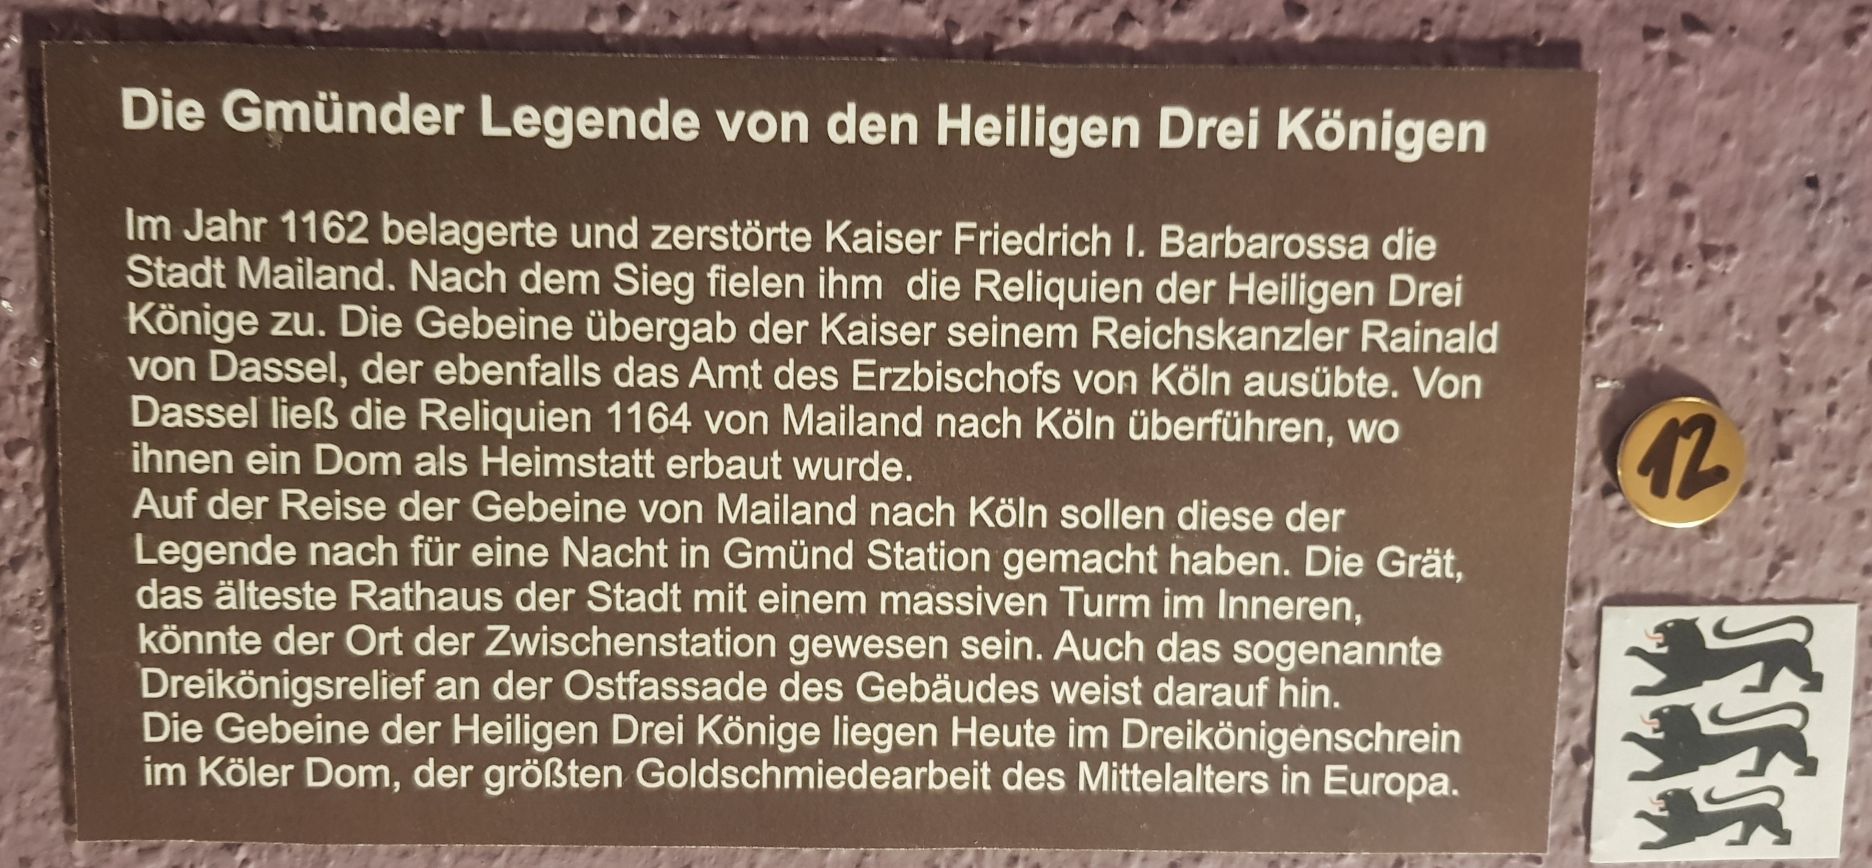 Die Gmünder Legende von den Heiligen Drei Königen
Im Jahr 1162 belagerte und zerstörte Kaiser Friedrich I. Barbarossa die
Stadt Mailand. Nach dem Sieg fielen ihm  die Reliquien der Heiligen Drei
Könige zu. Die Gebeine übergab der Kaiser seinem Reichskanzler Rainald
von Dassel, der ebenfalls das Amt des Erzbischofs von Köln ausübte. Von
Dassel ließ die Reliquien 1164 von Mailand nach Köln überführen, wo
ihnen ein Dom als Heimstatt erbaut wurde.
Auf der Reise der Gebeine von Mailand nach Köln sollen diese der
Legende nach für eine Nacht in Gmünd Station gemacht haben. Die Grät,
das älteste Rathaus der Stadt mit einem massiven Turm im Inneren,
könnte der Ort der Zwischenstation gewesen sein. Auch das sogenannte
Dreikönigsrelief an der Ostfassade des Gebäudes weist darauf hin.
Die Gebeine der Heiligen Drei Könige liegen Heute im Dreikönigenschrein
im Köler Dom, der größten Goldschmiedearbeit des Mittelalters in Europa.
12